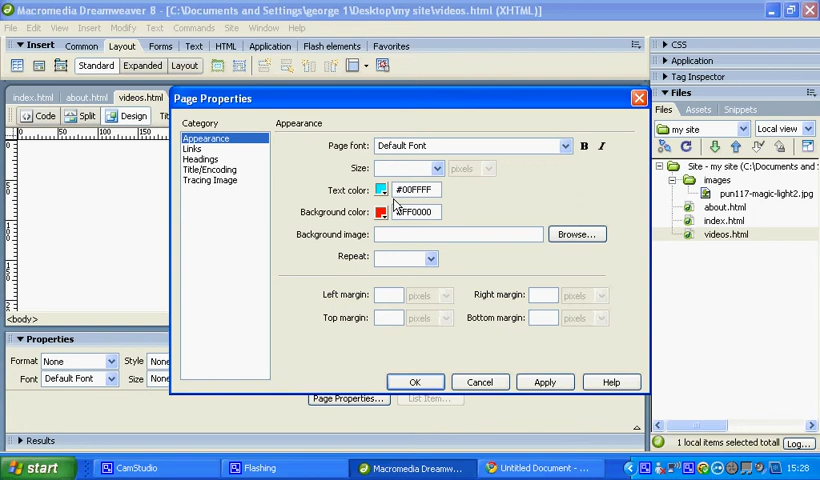 Macromedia Dreamweaver 8 - [C:\Documents and Settings\george 1\Desktop\my site\videos.html (XHTML)]
File Edit View Insert Modify Text Commands Site Window Help
Insert Common Layout Forms Text HTML Application Flash elements Favorites
Standard Expanded Layout
CSS
Application
Tag Inspector
Files
Files Assets Snippets
my site Local view
Site - My site (C:\Documents an
images
pun117-magic-light2.jpg
about.html
index.html
videos.html
1 local items selected totall Log...
index.html about.html videos.html
Code Split Design
0 50 100 150
<body>
Page Properties
Category
Appearance
Links
Headings
Title/Encoding
Tracing Image
Appearance
Page font: Default Font B I
Size: pixels
Text color: #00FFFF
Background color: #FF0000
Background image: Browse...
Repeat:
Left margin: pixels Right margin: pixels
Top margin: pixels Bottom margin: pixels
OK Cancel Apply Help
Properties
Format None Style None
Font Default Font Size None
Page Properties... List Item...
Results
start CamStudio Flashing Macromedia Dreamw... Untitled Document - ... 15:28